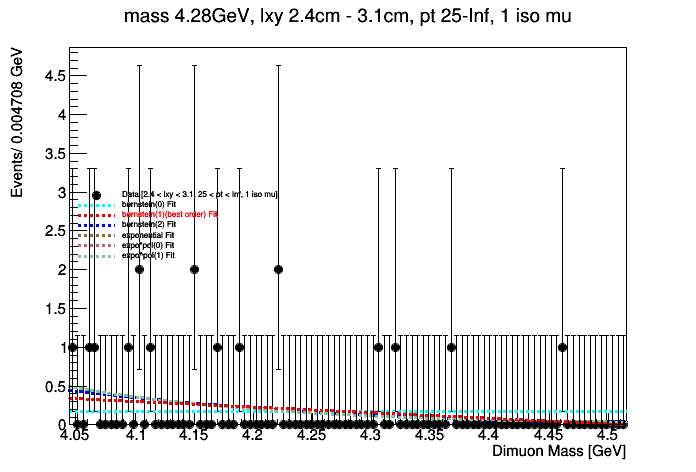 mass 4.28GeV, lxy 2.4cm - 3.1cm, pt 25-Inf, 1 iso mu
Events/ 0.004708 GeV
4.5
4
3.5
3
2.5
2
1.5
1
0.5
0
Data [2.4 < lxy < 3.1, 25 < pt < Inf, 1 iso mu]
bernstein(0) Fit
bernstein(1)(best order) Fit
bernstein(2) Fit
exponential Fit
expo*pol(0) Fit
expo*pol(1) Fit
4.05 4.1 4.15 4.2 4.25 4.3 4.35 4.4 4.45 4.5
Dimuon Mass [GeV]